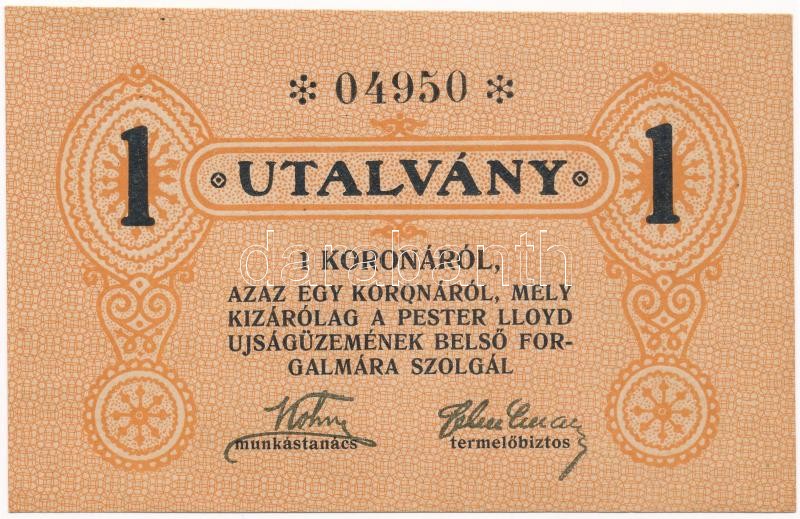 * 04950 *
1 UTALVÁNY 1
1 KORONÁRÓL,
AZAZ EGY KORONÁRÓL, MELY
KIZÁRÓLAG A PESTER LLOYD
UJSÁGÜZEMÉNEK BELSŐ FOR-
GALMÁRA SZOLGÁL
munkástanács termelőbiztos
darabanth